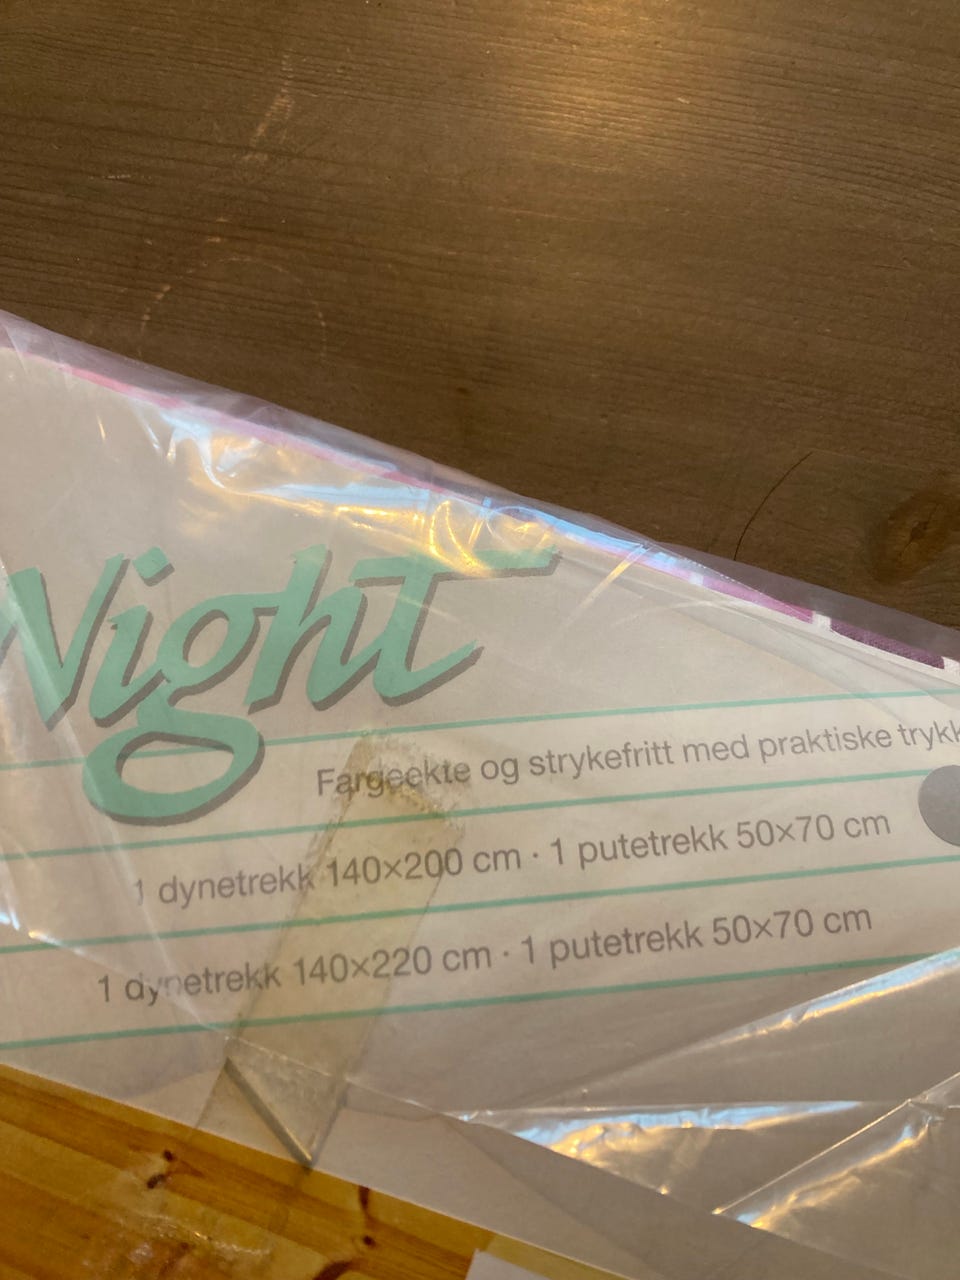 Night
Fargeekte og strykefritt med praktiske trykk
1 dynetrekk 140×200 cm · 1 putetrekk 50×70 cm
1 dynetrekk 140×220 cm · 1 putetrekk 50×70 cm